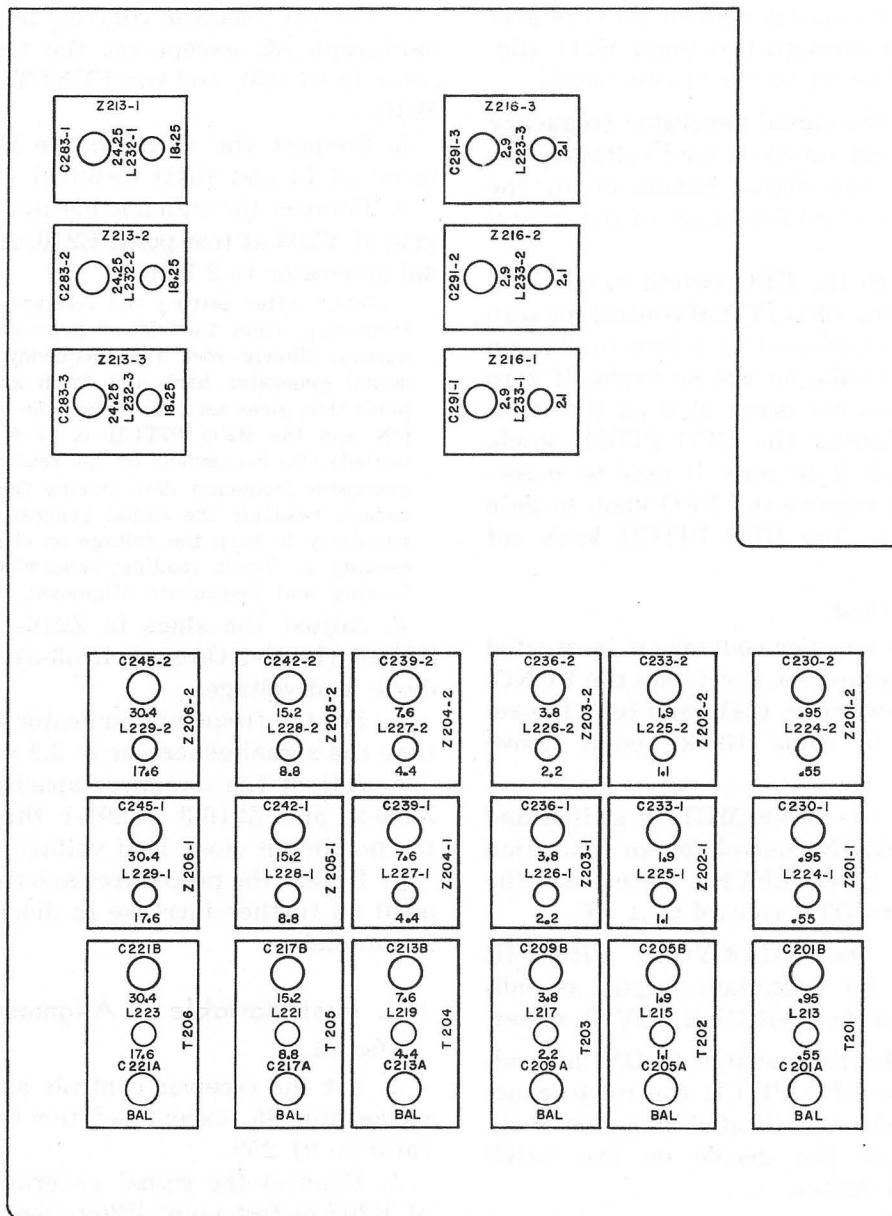 Z213-1
C283-1
24.25
L232-1
18.25
Z216-3
C291-3
2.9
L223-3
2.1
Z213-2
C283-2
24.25
L232-2
18.25
Z216-2
C291-2
2.9
L233-2
2.1
Z213-3
C283-3
24.25
L232-3
18.25
Z216-1
C291-1
2.9
L233-1
2.1
C245-2
30.4
L229-2
17.6
Z206-2
C242-2
15.2
L228-2
8.8
Z205-2
C239-2
7.6
L227-2
4.4
Z204-2
C236-2
3.8
L226-2
2.2
Z203-2
C233-2
1.9
L225-2
1.1
Z202-2
C230-2
.95
L224-2
.55
Z201-2
C245-1
30.4
L229-1
17.6
Z206-1
C242-1
15.2
L228-1
8.8
Z205-1
C239-1
7.6
L227-1
4.4
Z204-1
C236-1
3.8
L226-1
2.2
Z203-1
C233-1
1.9
L225-1
1.1
Z202-1
C230-1
.95
L224-1
.55
Z201-1
C221B
30.4
L223
17.6
C221A
BAL
T206
C217B
15.2
L221
8.8
C217A
BAL
T205
C213B
7.6
L219
4.4
C213A
BAL
T204
C209B
3.8
L217
2.2
C209A
BAL
T203
C205B
1.9
L215
1.1
C205A
BAL
T202
C201B
.95
L213
.55
C201A
BAL
T201